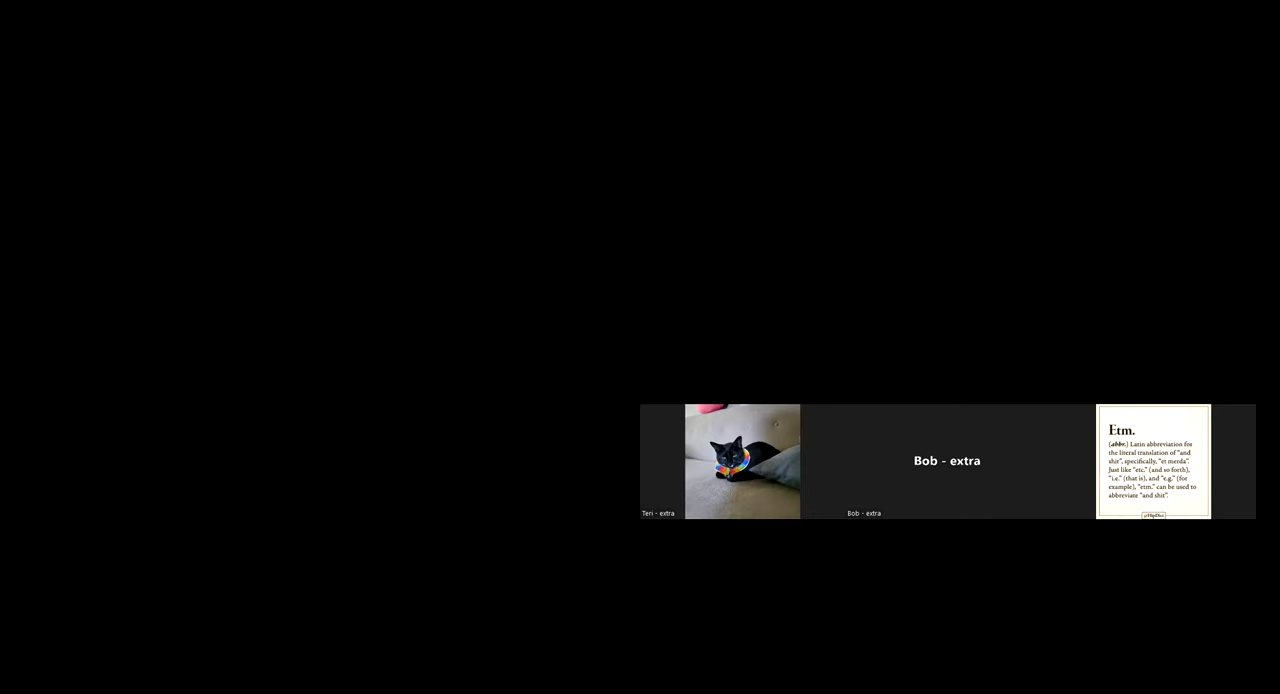 Etm.
(abbr.) Latin abbreviation for
the literal translation of "and
shit", specifically, "et merda".
Just like "etc." (and so forth),
"i.e." (that is), and "e.g." (for
example), "etm." can be used to
abbreviate "and shit".
Bob - extra
Teri - extra
Bob - extra